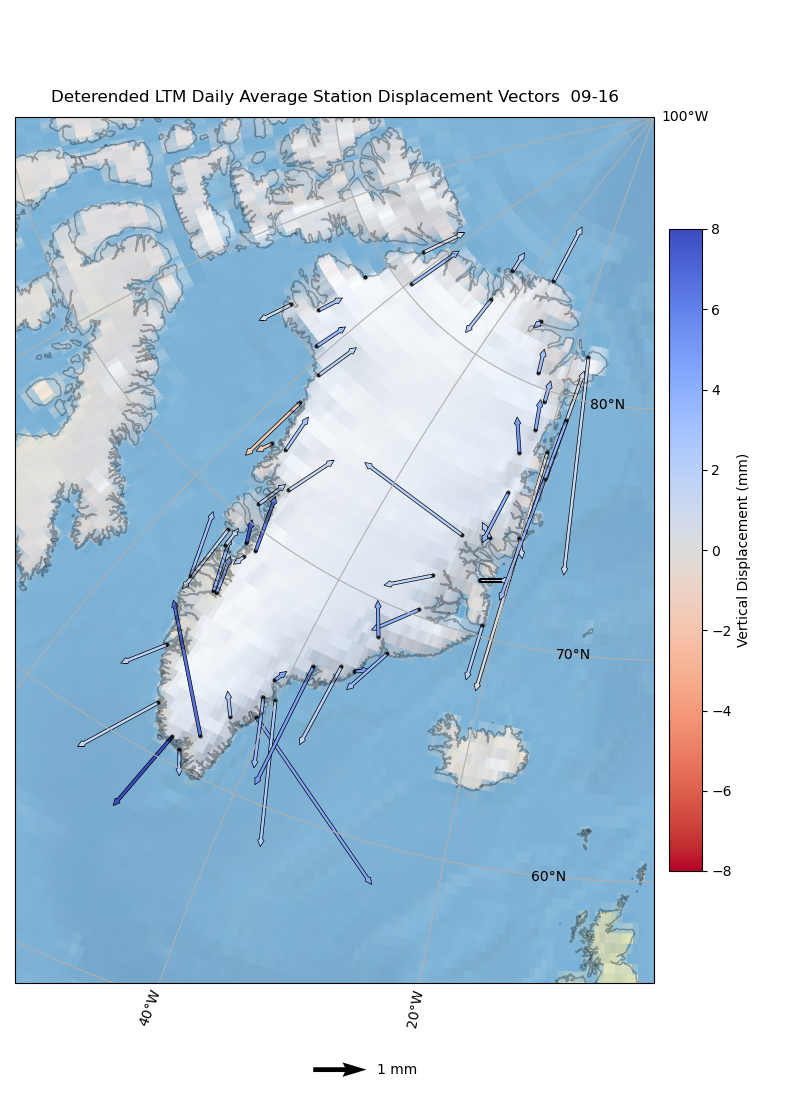 Deterended LTM Daily Average Station Displacement Vectors  09-16
100°W
8
6
4
2
0
−2
−4
−6
−8
Vertical Displacement (mm)
80°N
70°N
60°N
40°W
20°W
1 mm